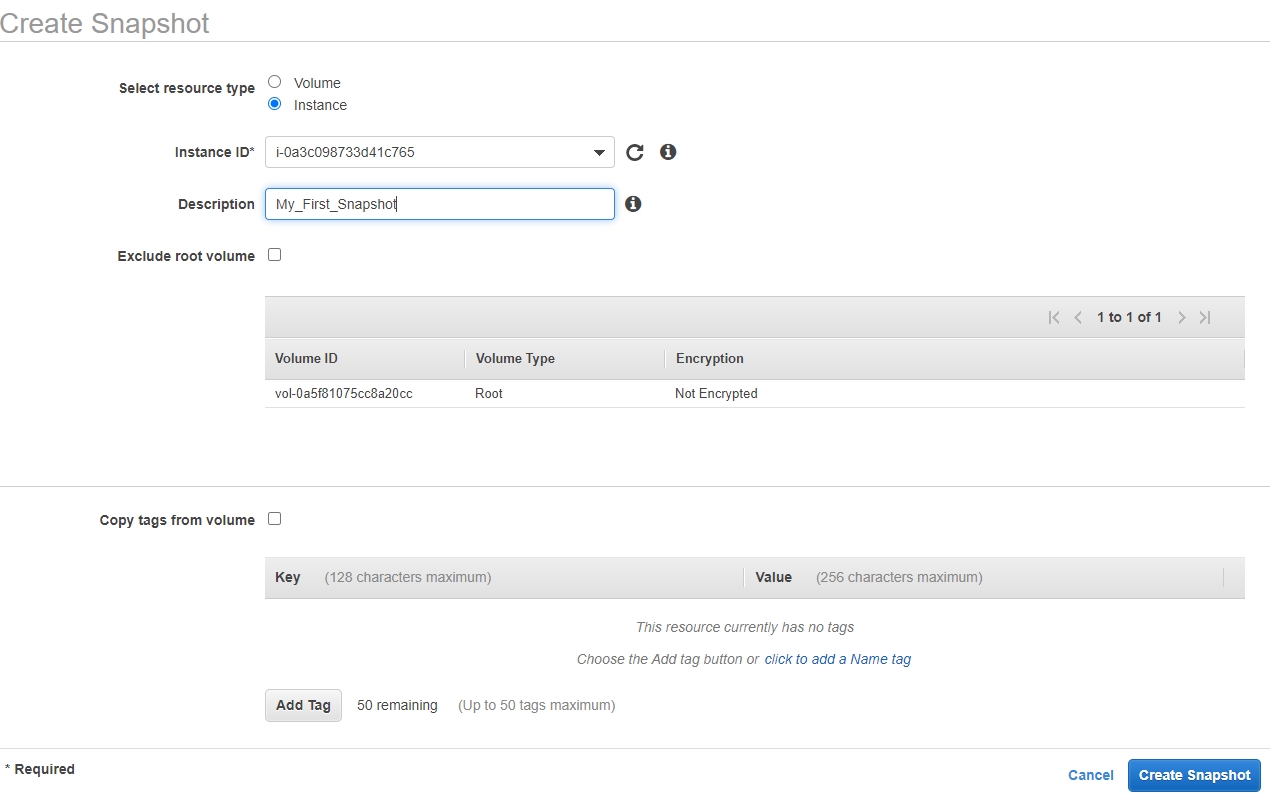 Create Snapshot
Select resource type
Volume
Instance
Instance ID* i-0a3c098733d41c765
Description My_First_Snapshot
Exclude root volume
1 to 1 of 1
Volume ID Volume Type Encryption
vol-0a5f81075cc8a20cc Root Not Encrypted
Copy tags from volume
Key (128 characters maximum) Value (256 characters maximum)
This resource currently has no tags
Choose the Add tag button or click to add a Name tag
Add Tag 50 remaining (Up to 50 tags maximum)
* Required
Cancel Create Snapshot